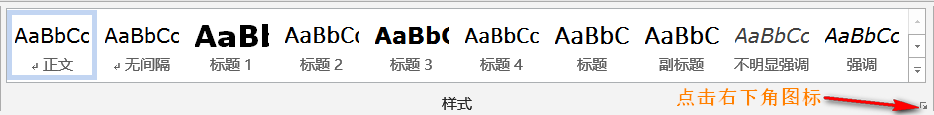 AaBbCc AaBbCc AaBl AaBbCc AaBbC AaBbCc AaBbC AaBbC AaBbCc AaBbCc
↲正文 ↲无间隔 标题 1 标题 2 标题 3 标题 4 标题 副标题 不明显强调 强调
点击右下角图标
样式